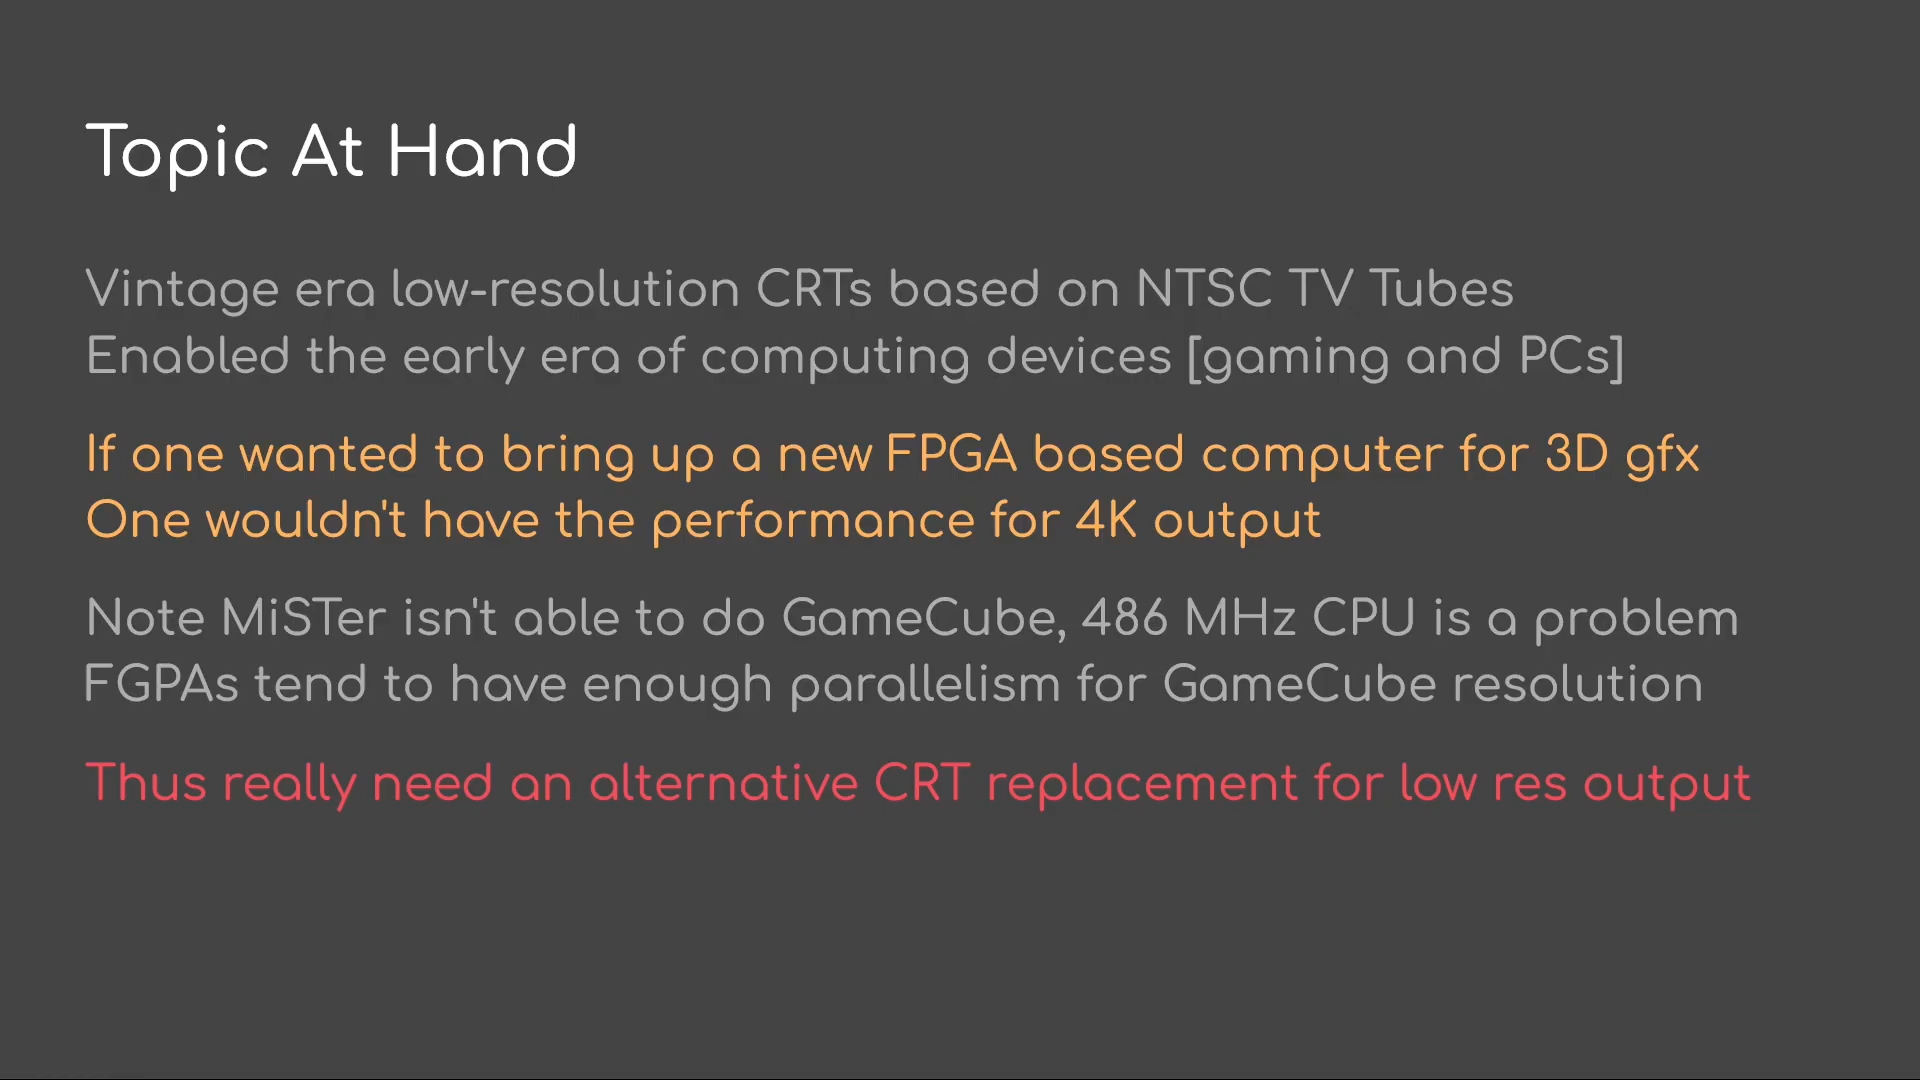 Topic At Hand
Vintage era low-resolution CRTs based on NTSC TV Tubes
Enabled the early era of computing devices [gaming and PCs]
If one wanted to bring up a new FPGA based computer for 3D gfx
One wouldn't have the performance for 4K output
Note MiSTer isn't able to do GameCube, 486 MHz CPU is a problem
FGPAs tend to have enough parallelism for GameCube resolution
Thus really need an alternative CRT replacement for low res output